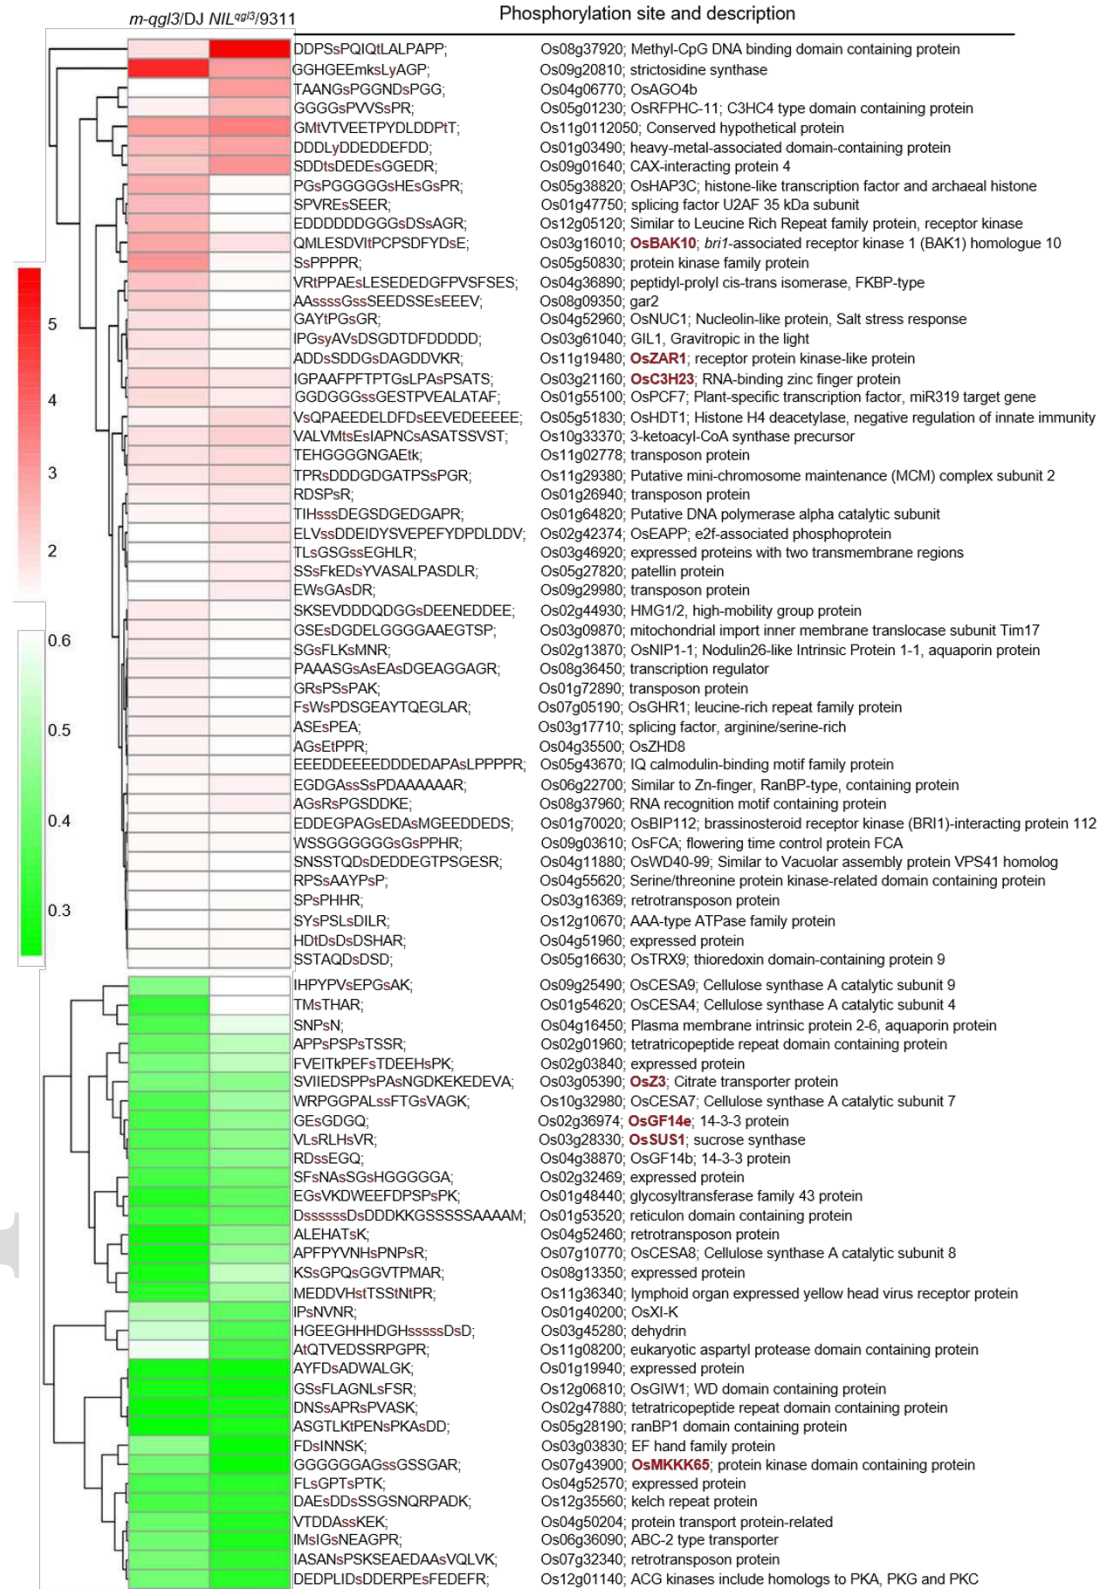 m-qgl3/DJ NILqgl3/9311 Phosphorylation site and description
DDPSsPQIQtLALPAPP; Os08g37920; Methyl-CpG DNA binding domain containing protein
GGHGEEmksLyAGP; Os09g20810; strictosidine synthase
TAANGsPGGNDsPGG; Os04g06770; OsAGO4b
GGGGsPVVSsPR; Os05g01230; OsRFPHC-11; C3HC4 type domain containing protein
GMtVTVEETPYDLDDPtT; Os11g0112050; Conserved hypothetical protein
DDDLyDDEDDEFDD; Os01g03490; heavy-metal-associated domain-containing protein
SDDtsDEDEsGGEDR; Os09g01640; CAX-interacting protein 4
PGsPGGGGGsHEsGsPR; Os05g38820; OsHAP3C; histone-like transcription factor and archaeal histone
SPVREsSEER; Os01g47750; splicing factor U2AF 35 kDa subunit
EDDDDDDGGGsDSsAGR; Os12g05120; Similar to Leucine Rich Repeat family protein, receptor kinase
QMLESDVItPCPSDFYDsE; Os03g16010; OsBAK10; bri1-associated receptor kinase 1 (BAK1) homologue 10
SsPPPPR; Os05g50830; protein kinase family protein
5 VRtPPAEsLESEDEDGFPVSFSES; Os04g36890; peptidyl-prolyl cis-trans isomerase, FKBP-type
AAssssGssSEEDSSEsEEEV; Os08g09350; gar2
GAYtPGsGR; Os04g52960; OsNUC1; Nucleolin-like protein, Salt stress response
IPGsyAVsDSGDTDFDDDDD; Os03g61040; GIL1, Gravitropic in the light
ADDsSDDGsDAGDDVKR; Os11g19480; OsZAR1; receptor protein kinase-like protein
4 IGPAAFPFTPTGsLPAsPSATS; Os03g21160; OsC3H23; RNA-binding zinc finger protein
GGDGGGssGESTPVEALATAF; Os01g55100; OsPCF7; Plant-specific transcription factor, miR319 target gene
VsQPAEEDELDFDsEEVEDEEEEE; Os05g51830; OsHDT1; Histone H4 deacetylase, negative regulation of innate immunity
VALVMtsEsIAPNCsASATSSVST; Os10g33370; 3-ketoacyl-CoA synthase precursor
TEHGGGGNGAEtk; Os11g02778; transposon protein
3 TPRsDDDGDGATPSsPGR; Os11g29380; Putative mini-chromosome maintenance (MCM) complex subunit 2
RDSPsR; Os01g26940; transposon protein
TIHsssDEGSDGEDGAPR; Os01g64820; Putative DNA polymerase alpha catalytic subunit
ELVssDDEIDYSVEPEFYDPDLDDV; Os02g42374; OsEAPP; e2f-associated phosphoprotein
2 TLsGSGssEGHLR; Os03g46920; expressed proteins with two transmembrane regions
SSsFkEDsYVASALPASDLR; Os05g27820; patellin protein
EWsGAsDR; Os09g29980; transposon protein
SKSEVDDDQDGGsDEENEDDEE; Os02g44930; HMG1/2, high-mobility group protein
0.6 GSEsDGDELGGGGAAEGTSP; Os03g09870; mitochondrial import inner membrane translocase subunit Tim17
SGsFLKsMNR; Os02g13870; OsNIP1-1; Nodulin26-like Intrinsic Protein 1-1, aquaporin protein
PAAASGsAsEAsDGEAGGAGR; Os08g36450; transcription regulator
GRsPSsPAK; Os01g72890; transposon protein
FsWsPDSGEAYTQEGLAR; Os07g05190; OsGHR1; leucine-rich repeat family protein
0.5 ASEsPEA; Os03g17710; splicing factor, arginine/serine-rich
AGsEtPPR; Os04g35500; OsZHD8
EEEDDEEEEDDDEDAPAsLPPPPR; Os05g43670; IQ calmodulin-binding motif family protein
EGDGAssSsPDAAAAAAR; Os06g22700; Similar to Zn-finger, RanBP-type, containing protein
AGsRsPGSDDKE; Os08g37960; RNA recognition motif containing protein
0.4 EDDEGPAGsEDAsMGEEDDEDS; Os01g70020; OsBIP112; brassinosteroid receptor kinase (BRI1)-interacting protein 112
WSSGGGGGGsGsPPHR; Os09g03610; OsFCA; flowering time control protein FCA
SNSSTQDsDEDDEGTPSGESR; Os04g11880; OsWD40-99; Similar to Vacuolar assembly protein VPS41 homolog
RPSsAAYPsP; Os04g55620; Serine/threonine protein kinase-related domain containing protein
SPsPHHR; Os03g16369; retrotransposon protein
0.3 SYsPSLsDILR; Os12g10670; AAA-type ATPase family protein
HDtDsDsDSHAR; Os04g51960; expressed protein
SSTAQDsDSD; Os05g16630; OsTRX9; thioredoxin domain-containing protein 9
IHPYPVsEPGsAK; Os09g25490; OsCESA9; Cellulose synthase A catalytic subunit 9
TMsTHAR; Os01g54620; OsCESA4; Cellulose synthase A catalytic subunit 4
SNPsN; Os04g16450; Plasma membrane intrinsic protein 2-6, aquaporin protein
APPsPSPsTSSR; Os02g01960; tetratricopeptide repeat domain containing protein
FVEITkPEFsTDEEHsPK; Os02g03840; expressed protein
SVIIEDSPPsPAsNGDKEKEDEVA; Os03g05390; OsZ3; Citrate transporter protein
WRPGGPALssFTGsVAGK; Os10g32980; OsCESA7; Cellulose synthase A catalytic subunit 7
GEsGDGQ; Os02g36974; OsGF14e; 14-3-3 protein
VLsRLHsVR; Os03g28330; OsSUS1; sucrose synthase
RDssEGQ; Os04g38870; OsGF14b; 14-3-3 protein
SFsNAsSGsHGGGGGA; Os02g32469; expressed protein
EGsVKDWEEFDPSPsPK; Os01g48440; glycosyltransferase family 43 protein
DssssssDsDDDKKGSSSSSAAAAM; Os01g53520; reticulon domain containing protein
ALEHATsK; Os04g52460; retrotransposon protein
APFPYVNHsPNPsR; Os07g10770; OsCESA8; Cellulose synthase A catalytic subunit 8
KSsGPQsGGVTPMAR; Os08g13350; expressed protein
MEDDVHstTSStNtPR; Os11g36340; lymphoid organ expressed yellow head virus receptor protein
IPsNVNR; Os01g40200; OsXI-K
HGEEGHHHDGHsssssDsD; Os03g45280; dehydrin
AtQTVEDSSRPGPR; Os11g08200; eukaryotic aspartyl protease domain containing protein
AYFDsADWALGK; Os01g19940; expressed protein
GSsFLAGNLsFSR; Os12g06810; OsGIW1; WD domain containing protein
DNSsAPRsPVASK; Os02g47880; tetratricopeptide repeat domain containing protein
ASGTLKtPENsPKAsDD; Os05g28190; ranBP1 domain containing protein
FDsINNSK; Os03g03830; EF hand family protein
GGGGGGAGssGSSGAR; Os07g43900; OsMKKK65; protein kinase domain containing protein
FLsGPTsPTK; Os04g52570; expressed protein
DAEsDDsSSGSNQRPADK; Os12g35560; kelch repeat protein
VTDDAssKEK; Os04g50204; protein transport protein-related
IMsIGsNEAGPR; Os06g36090; ABC-2 type transporter
IASANsPSKSEAEDAAsVQLVK; Os07g32340; retrotransposon protein
DEDPLIDsDDERPEsFEDEFR; Os12g01140; ACG kinases include homologs to PKA, PKG and PKC